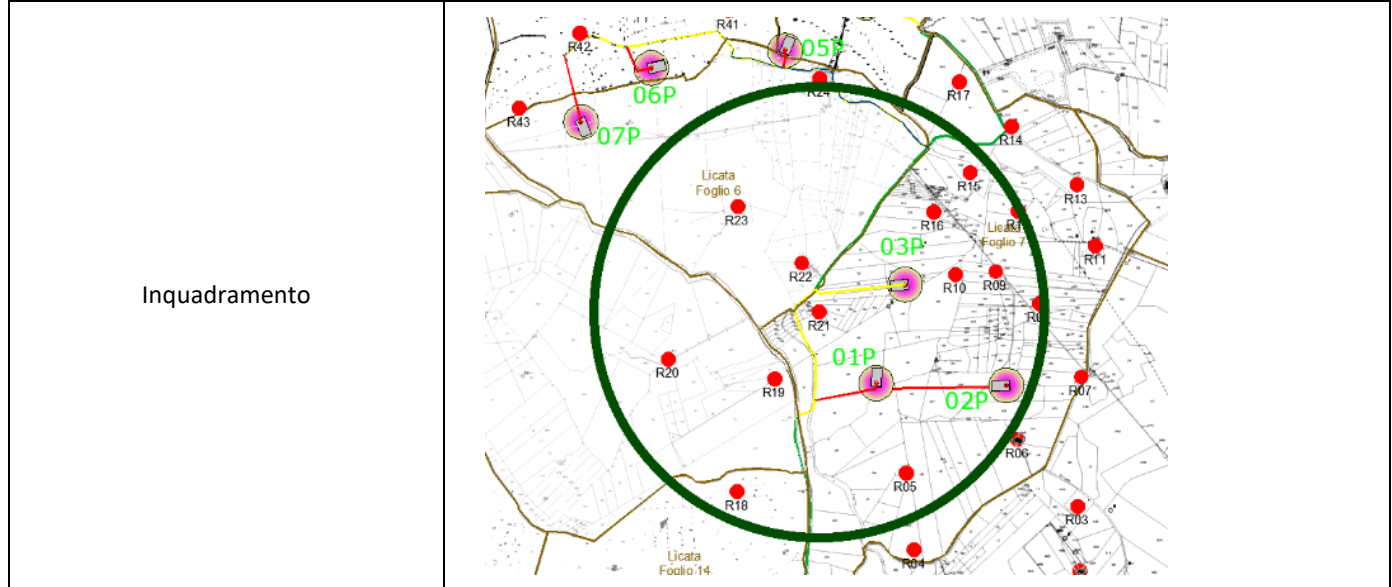 Inquadramento
R41
R42
05P
06P
R24
R17
R43
07P
R14
Licata
Foglio 6
R15
R13
R23
R16
Licata
Foglio 7
03P
R11
R22
R10
R09
R21
01P
R20
R19
02P
R07
R06
R05
R18
R03
R04
Licata
Foglio 14